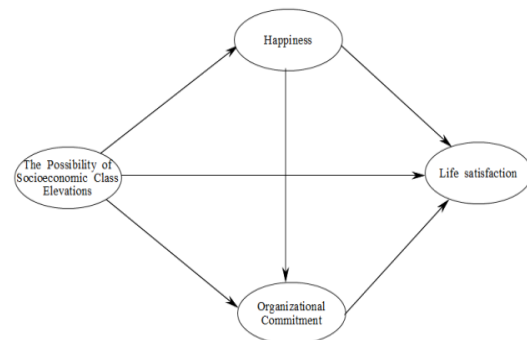 Happiness
The Possibility of
Socioeconomic Class
Elevations
Life satisfaction
Organizational
Commitment